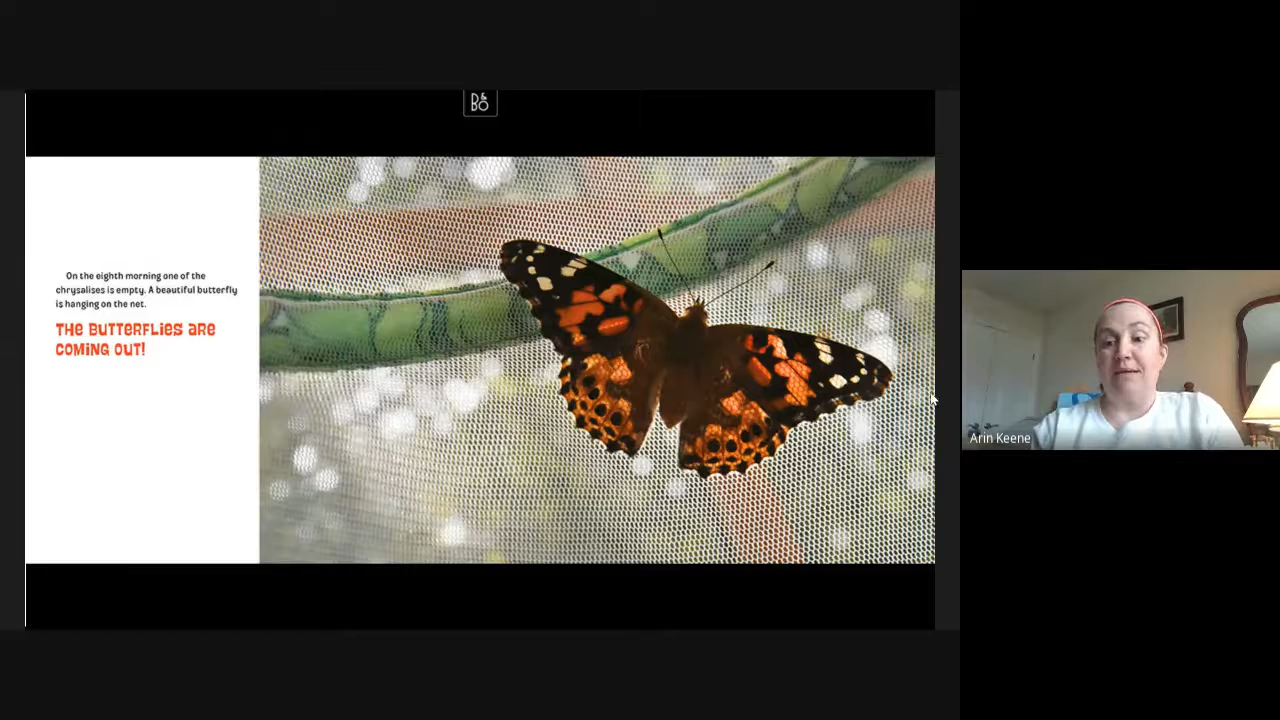 B&
BO
On the eighth morning one of the
chrysalises is empty. A beautiful butterfly
is hanging on the net.
THE BUTTERFLIES ARE
COMING OUT!
Arin Keene